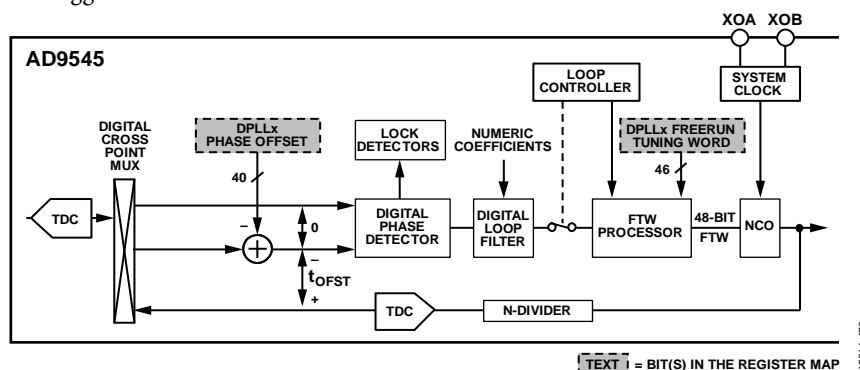 XOA XOB
AD9545
LOOP
CONTROLLER
SYSTEM
CLOCK
DIGITAL
CROSS
POINT
MUX
DPLLx
PHASE OFFSET
LOCK
DETECTORS
NUMERIC
COEFFICIENTS
DPLLx FREERUN
TUNING WORD
40
46
–
TDC
0
DIGITAL
PHASE
DETECTOR
DIGITAL
LOOP
FILTER
FTW
PROCESSOR
48-BIT
FTW
NCO
+
–
tOFST
+
TDC
N-DIVIDER
TEXT = BIT(S) IN THE REGISTER MAP